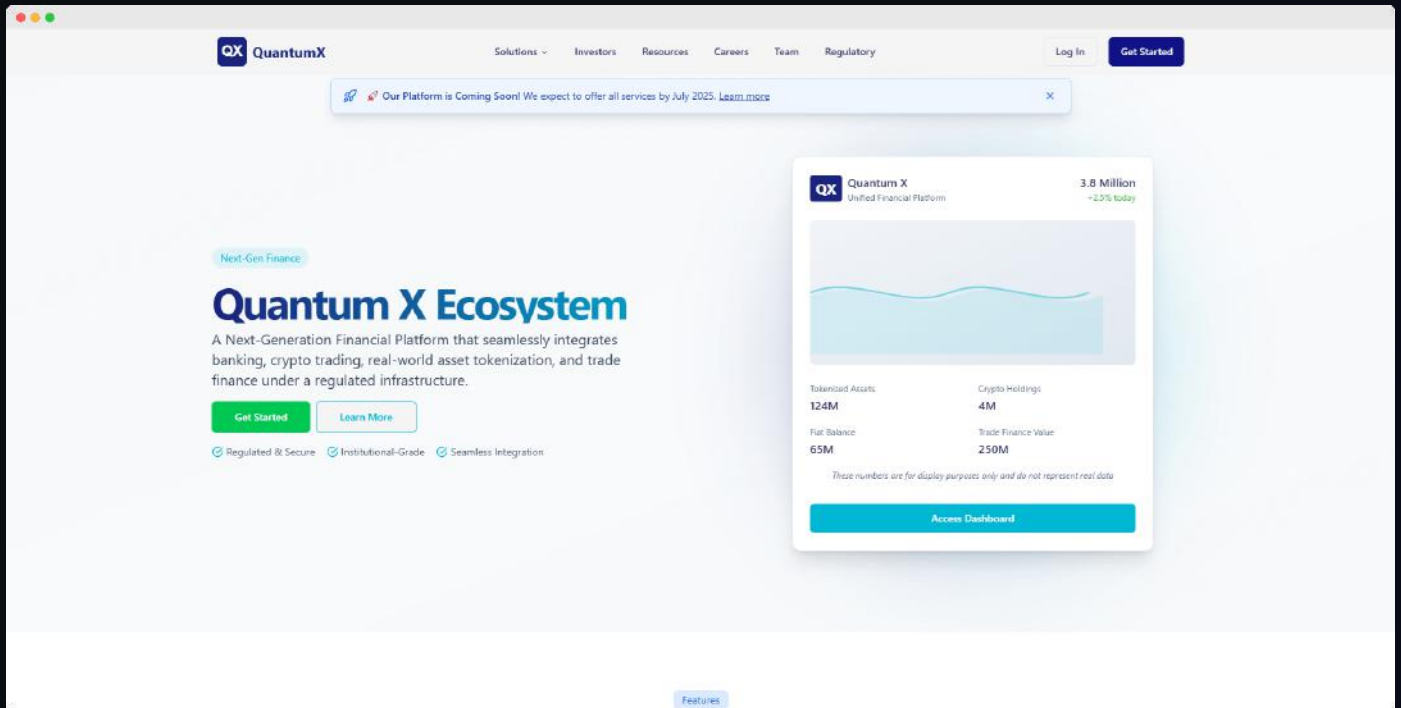 QX QuantumX
Solutions Investors Resources Careers Team Regulatory
Log In Get Started
🚀 Our Platform is Coming Soon! We expect to offer all services by July 2025. Learn more
QX Quantum X 3.8 Million
Unified Financial Platform +2.5% today
Next-Gen Finance
Quantum X Ecosystem
A Next-Generation Financial Platform that seamlessly integrates
banking, crypto trading, real-world asset tokenization, and trade
finance under a regulated infrastructure.
Get Started Learn More
Regulated & Secure Institutional-Grade Seamless Integration
Tokenized Assets Crypto Holdings
124M 4M
Fiat Balance Trade Finance Value
65M 250M
These numbers are for display purposes only and do not represent real data
Access Dashboard
Features